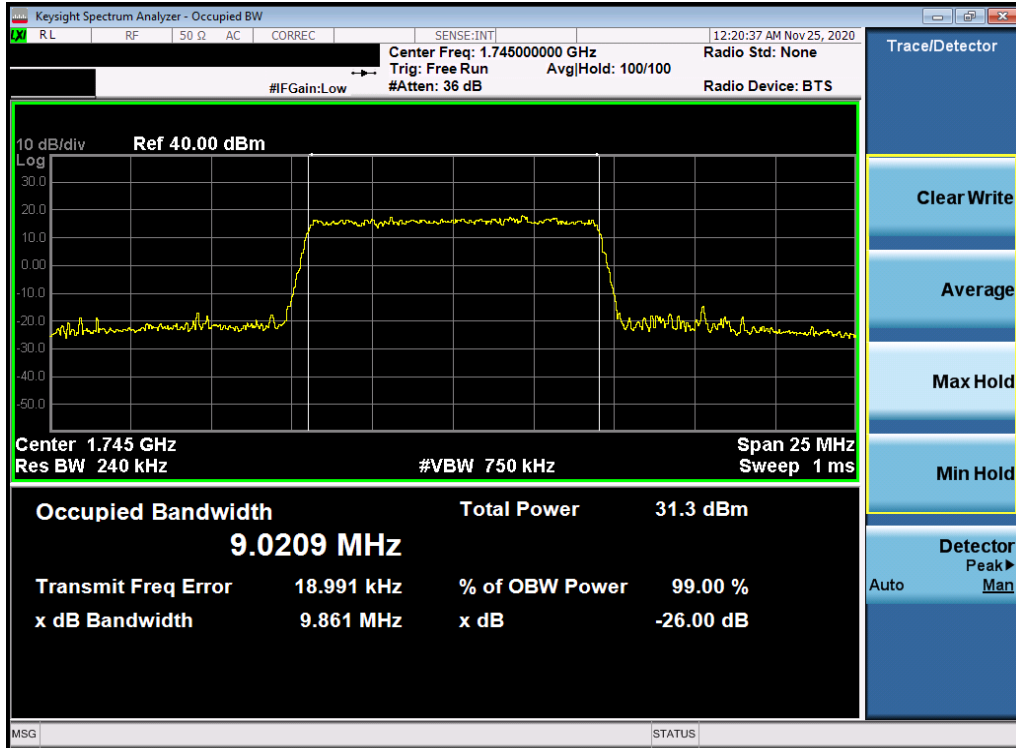 Keysight Spectrum Analyzer - Occupied BW
LXI RL RF 50 Ω AC CORREC SENSE:INT 12:20:37 AM Nov 25, 2020
Center Freq: 1.745000000 GHz Radio Std: None
Trig: Free Run Avg|Hold: 100/100
#IFGain:Low #Atten: 36 dB Radio Device: BTS
10 dB/div Ref 40.00 dBm
Log
30.0
20.0
10.0
0.00
-10.0
-20.0
-30.0
-40.0
-50.0
Center 1.745 GHz Span 25 MHz
Res BW 240 kHz #VBW 750 kHz Sweep 1 ms
Occupied Bandwidth Total Power 31.3 dBm
9.0209 MHz
Transmit Freq Error 18.991 kHz % of OBW Power 99.00 %
x dB Bandwidth 9.861 MHz x dB -26.00 dB
MSG STATUS
Trace/Detector
Clear Write
Average
Max Hold
Min Hold
Detector
Peak▶
Auto Man